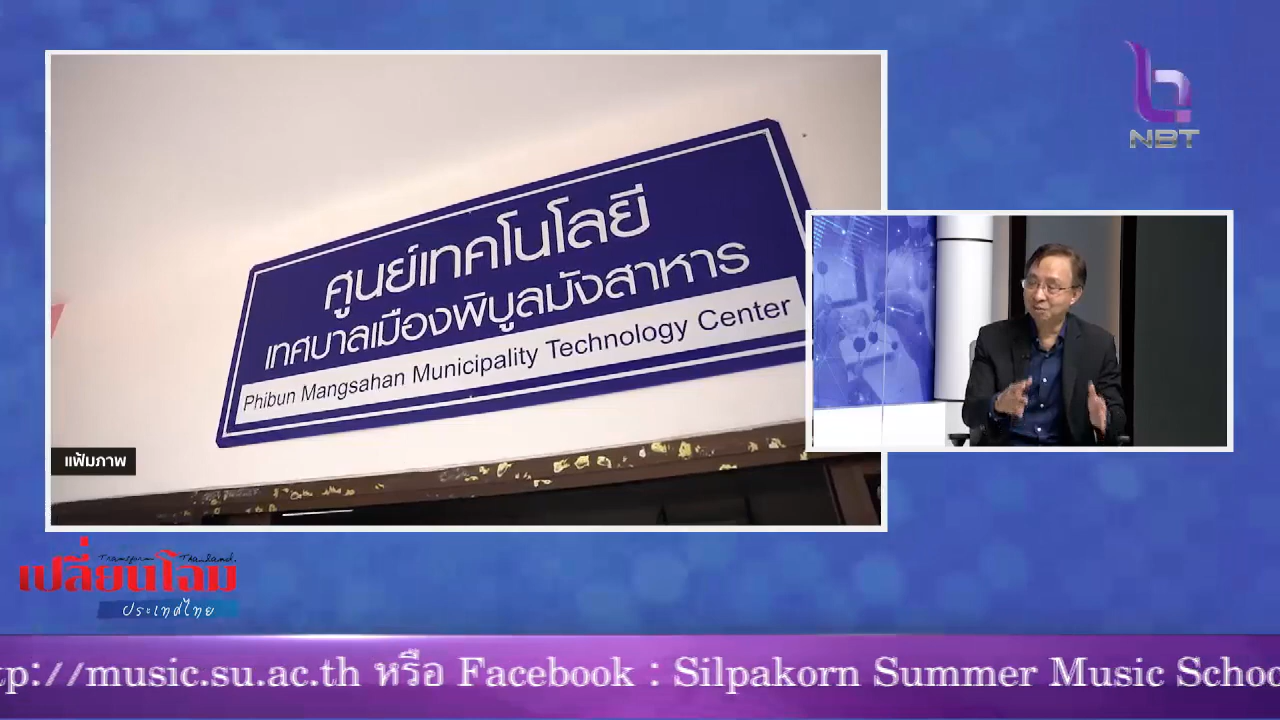 NBT
ศูนย์เทคโนโลยี
เทศบาลเมืองพิบูลมังสาหาร
Phibun Mangsahan Municipality Technology Center
แฟ้มภาพ
Transform Thailand.
เปลี่ยนโฉม
ประเทศไทย
tp://music.su.ac.th หรือ Facebook : Silpakorn Summer Music Schoo